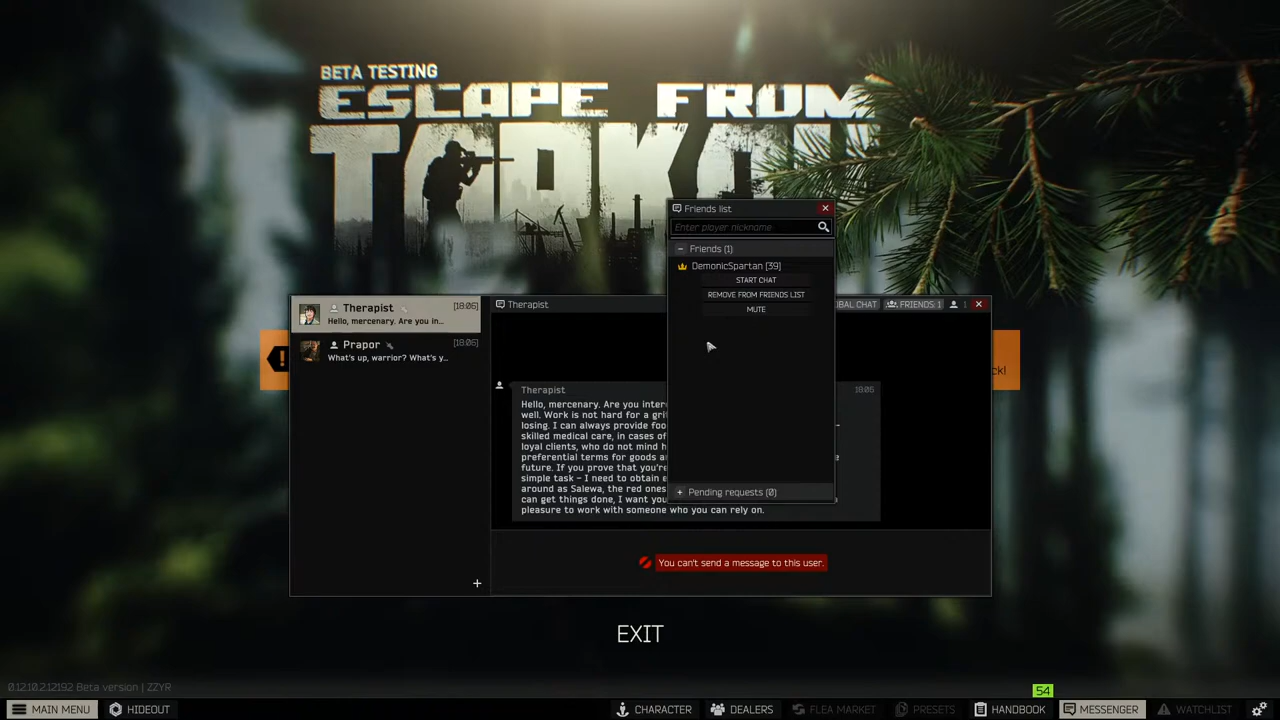 BETA TESTING
ESCAPE FROM
TARKOV
Friends list
Enter player nickname
Friends (1)
DemonicSpartan (39)
START CHAT
REMOVE FROM FRIENDS LIST
MUTE
Pending requests (0)
Therapist [18:06]
Hello, mercenary. Are you in...
Prapor [18:06]
What's up, warrior? What's y...
Therapist
BAL CHAT
FRIENDS: 1
1
ck!
Therapist 18:06
Hello, mercenary. Are you inter
well. Work is not hard for a gri
losing. I can always provide foo
skilled medical care, in cases of
loyal clients, who do not mind h
preferential terms for goods a
future. If you prove that you're
simple task – I need to obtain e
around as Salewa, the red ones
can get things done, I want you
pleasure to work with someone who you can rely on.
You can't send a message to this user.
EXIT
0.12.10.2.12192 Beta version | ZZYR
54
MAIN MENU
HIDEOUT
CHARACTER
DEALERS
FLEA MARKET
PRESETS
HANDBOOK
MESSENGER
WATCHLIST